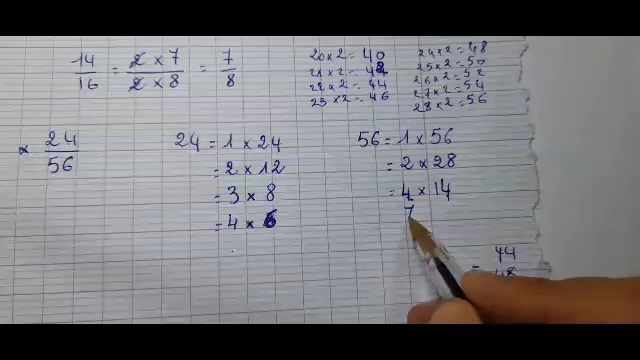 14/16 = 2 × 7 / 2 × 8 = 7/8
20 × 2 = 40
21 × 2 = 42
22 × 2 = 44
23 × 2 = 46
24 × 2 = 48
25 × 2 = 50
26 × 2 = 52
27 × 2 = 54
28 × 2 = 56
× 24/56
24 = 1 × 24
= 2 × 12
= 3 × 8
= 4 × 6
56 = 1 × 56
= 2 × 28
= 4 × 14
7
44